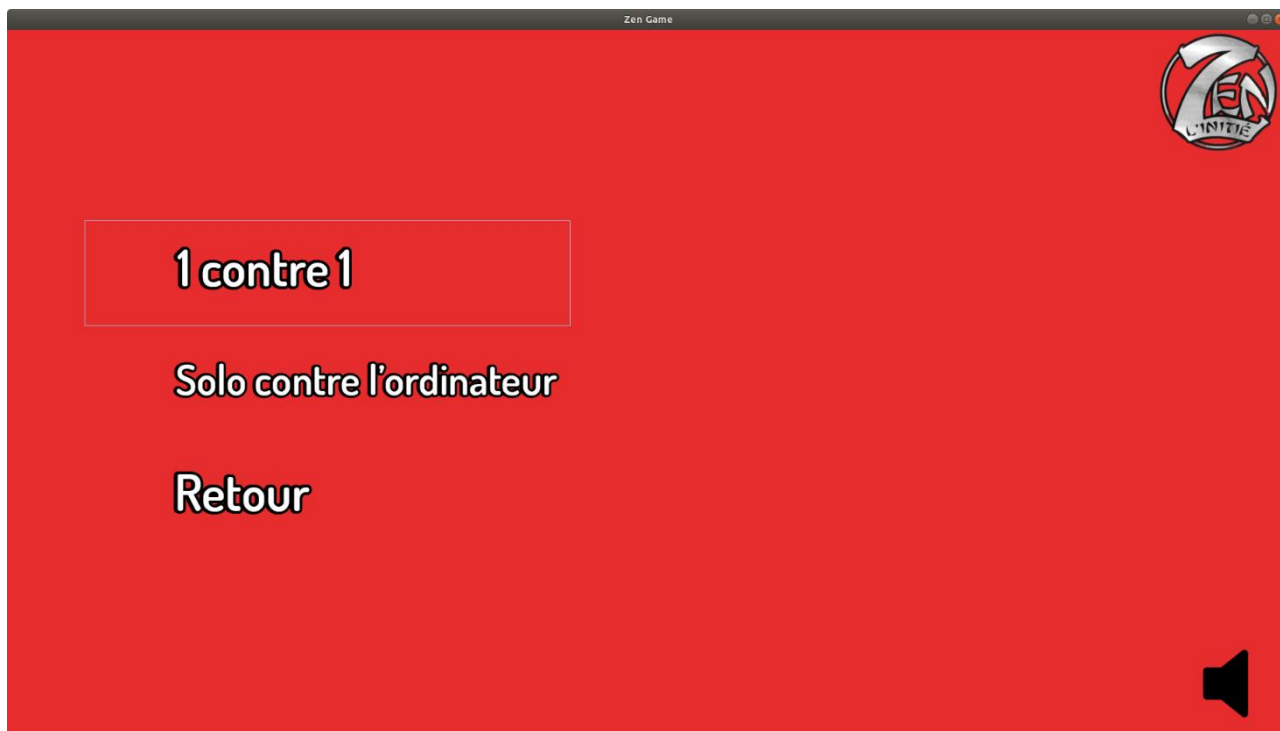 Zen Game
ZEN
L'INITIÉ
1 contre 1
Solo contre l’ordinateur
Retour